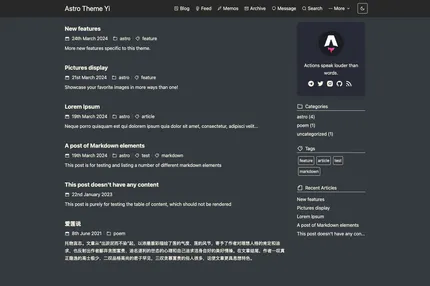 Astro Theme Yi
Blog Feed Memos Archive Message Search More
New features
24th March 2024 astro feature
More new features specific to this theme.
Pictures display
21st March 2024 astro feature
Showcase your favorite images in more ways than one!
Lorem Ipsum
19th March 2024 astro article
Neque porro quisquam est qui dolorem ipsum quia dolor sit amet, consectetur, adipisci velit...
A post of Markdown elements
19th March 2024 astro test markdown
This post is for testing and listing a number of different markdown elements
This post doesn't have any content
22nd January 2023
This post is purely for testing the table of content, which should not be rendered
爱莲说
8th June 2021 poem
Actions speak louder than
words.
Categories
astro (4)
poem (1)
uncategorized (1)
Tags
feature article test
markdown
Recent Articles
New features
Pictures display
Lorem Ipsum
A post of Markdown elements
This post doesn't have any con...